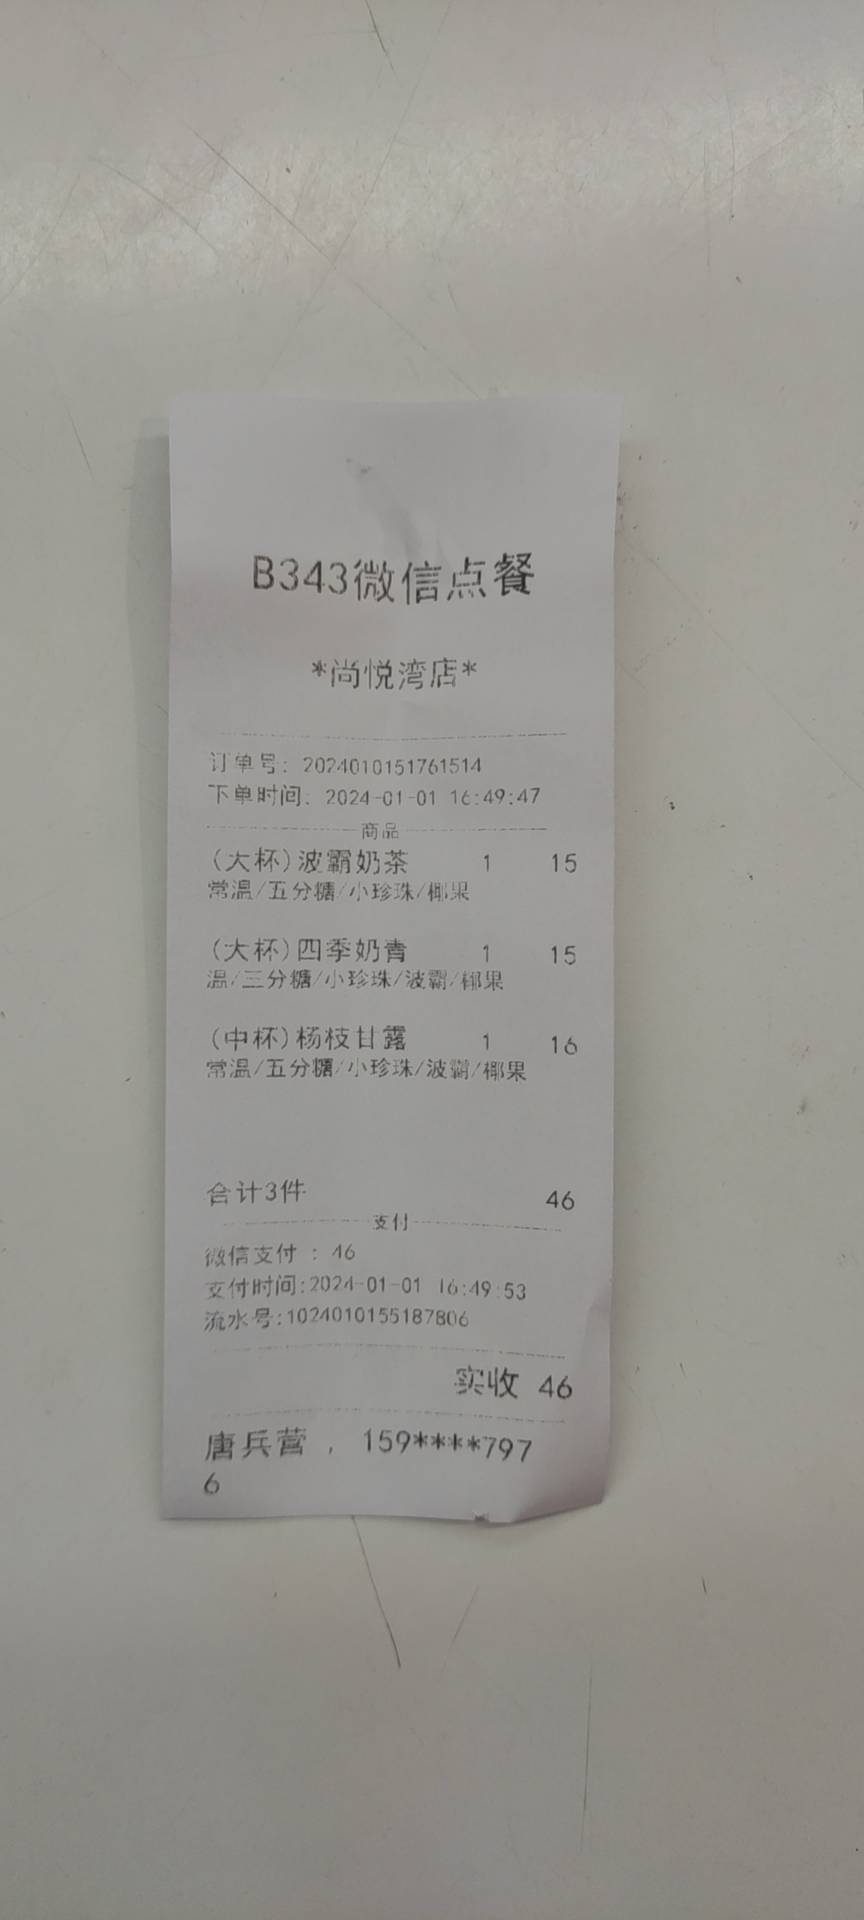 B343微信点餐
*尚悦湾店*
订单号: 2024010151761514
下单时间: 2024-01-01 16:49:47
商品
(大杯)波霸奶茶 1 15
常温/五分糖/小珍珠/椰果
(大杯)四季奶青 1 15
温/三分糖/小珍珠/波霸/椰果
(中杯)杨枝甘露 1 16
常温/五分糖/小珍珠/波霸/椰果
合计3件 46
支付
微信支付 : 46
支付时间:2024-01-01 16:49:53
流水号:1024010155187806
实收 46
唐兵营 , 159****797
6